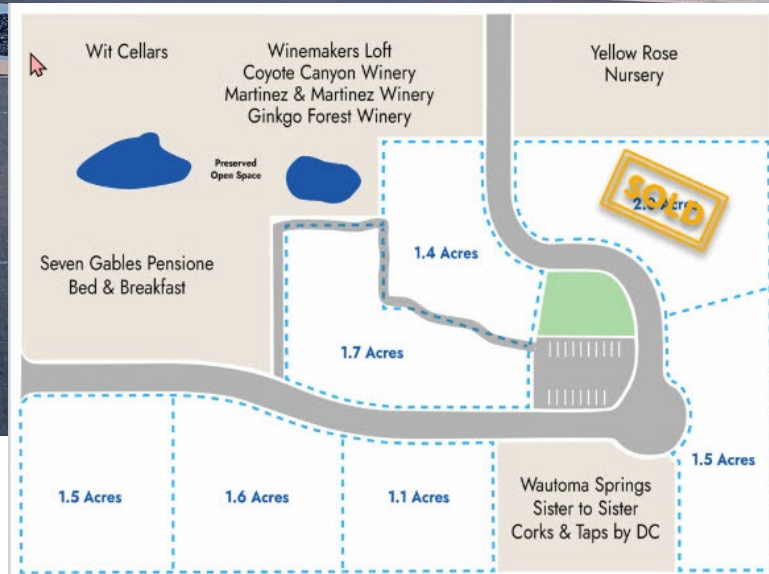 Wit Cellars
Winemakers Loft
Coyote Canyon Winery
Martinez & Martinez Winery
Ginkgo Forest Winery
Yellow Rose
Nursery
Preserved
Open Space
SOLD
Acres
1.4 Acres
Seven Gables Pensione
Bed & Breakfast
1.7 Acres
1.5 Acres
1.6 Acres
1.1 Acres
Wautoma Springs
Sister to Sister
Corks & Taps by DC
1.5 Acres